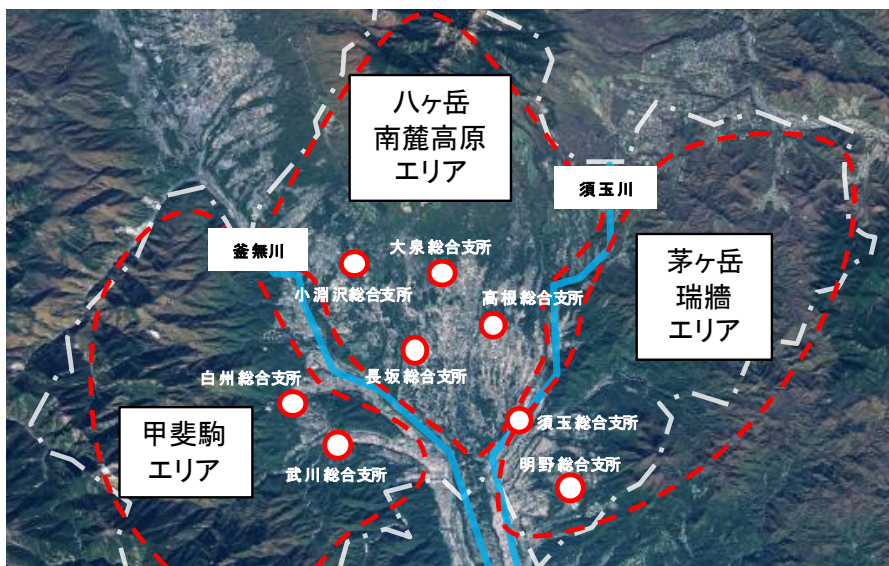 八ヶ岳
南麓高原
エリア
須玉川
釜無川
大泉総合支所
小淵沢総合支所
高根総合支所
茅ヶ岳
瑞牆
エリア
長坂総合支所
白州総合支所
甲斐駒
エリア
須玉総合支所
武川総合支所
明野総合支所